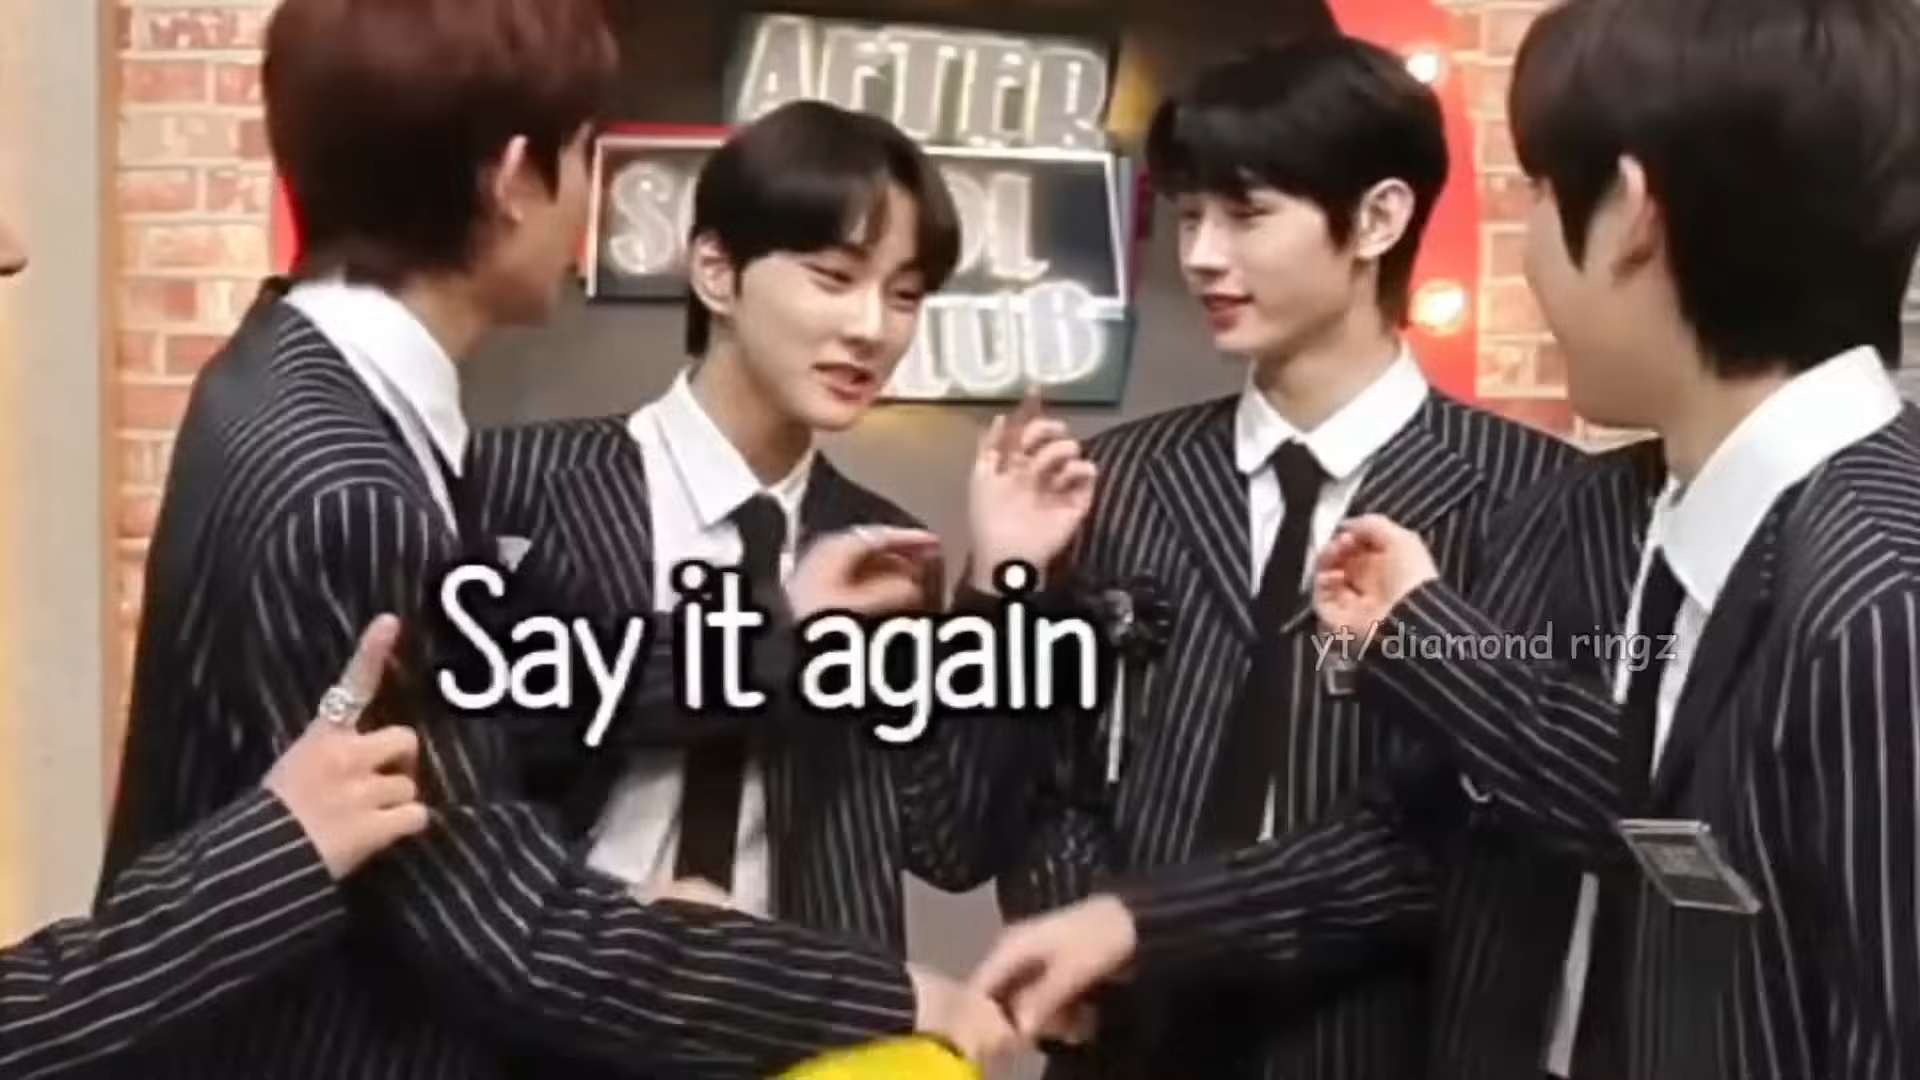 AFTER
SCHOOL
CLUB
Say it again
yt/diamond ringz